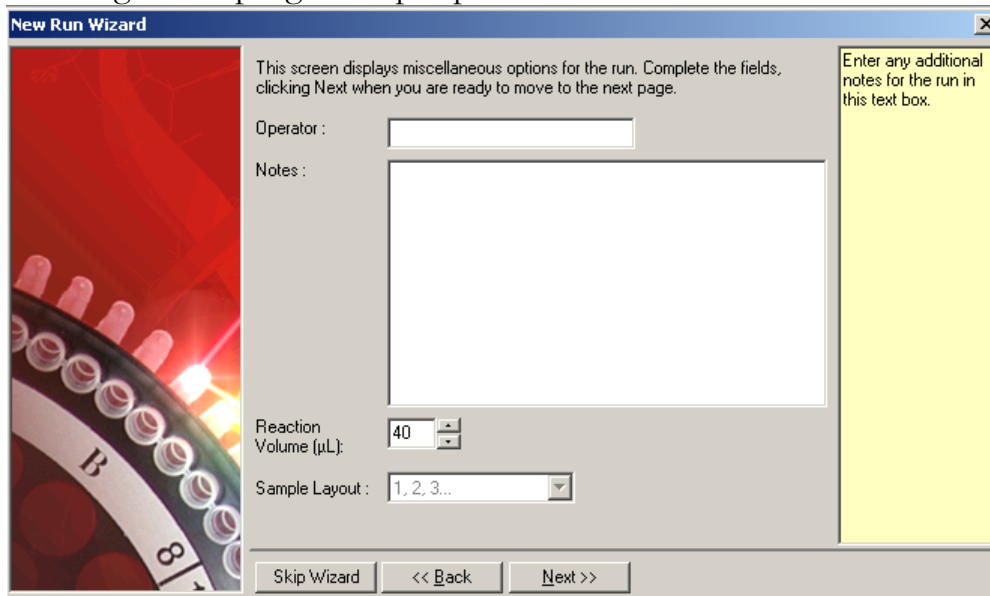 New Run Wizard
This screen displays miscellaneous options for the run. Complete the fields,
clicking Next when you are ready to move to the next page.
Operator :
Notes :
Reaction
Volume (µL):
40
Sample Layout :
1, 2, 3...
Skip Wizard
<< Back
Next >>
Enter any additional
notes for the run in
this text box.
B
8